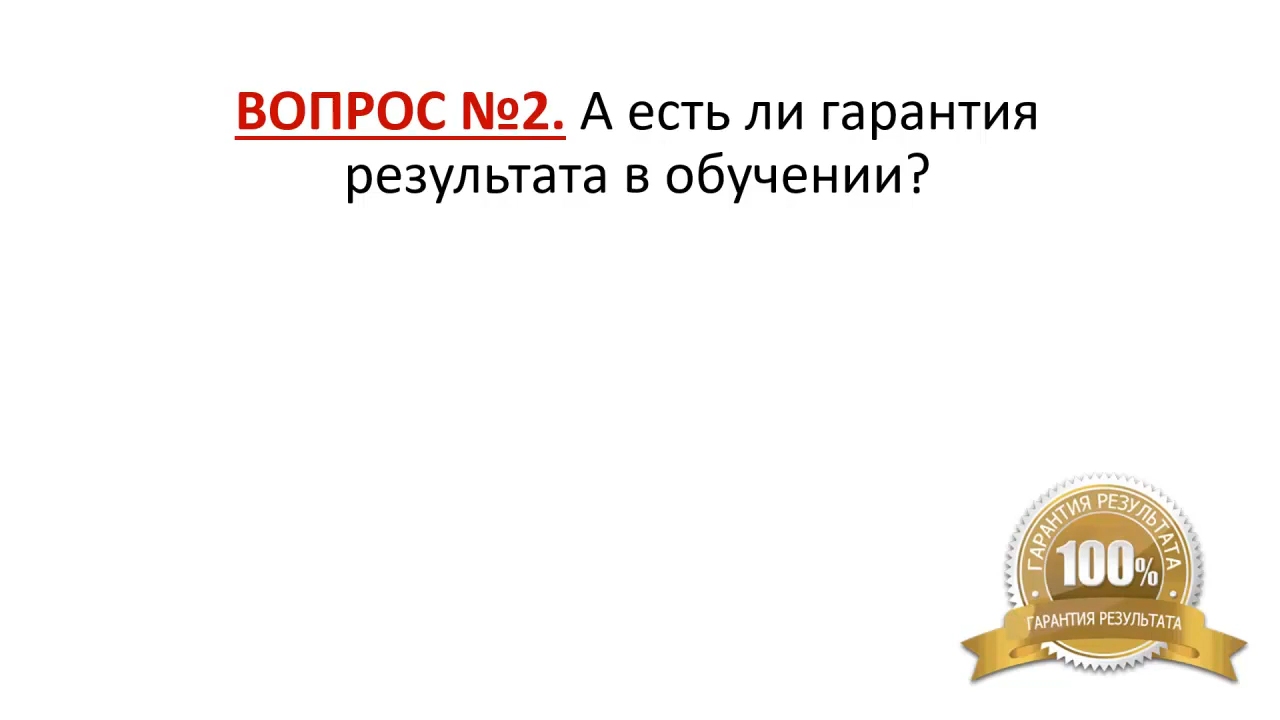 ВОПРОС №2. А есть ли гарантия
результата в обучении?
ГАРАНТИЯ РЕЗУЛЬТАТА
100%
ГАРАНТИЯ РЕЗУЛЬТАТА